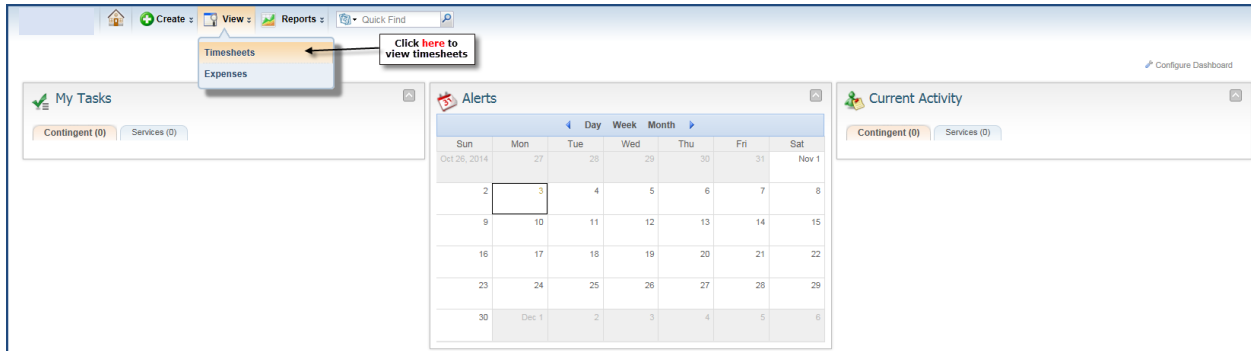 Create View Reports Quick Find
Timesheets
Expenses
Click here to
view timesheets
Configure Dashboard
My Tasks
Contingent (0) Services (0)
31 Alerts
Day Week Month
Sun Mon Tue Wed Thu Fri Sat
Oct 26, 2014 27 28 29 30 31 Nov 1
2 3 4 5 6 7 8
9 10 11 12 13 14 15
16 17 18 19 20 21 22
23 24 25 26 27 28 29
30 Dec 1 2 3 4 5 6
Current Activity
Contingent (0) Services (0)